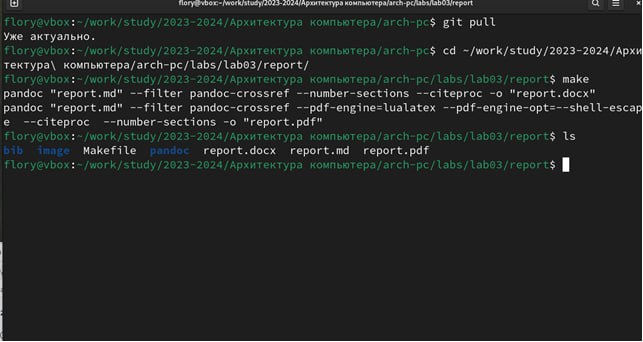 flory@vbox:~/work/study/2023-2024/Архитектура компьютера/arch-pc/labs/lab03/report
flory@vbox:~/work/study/2023-2024/Архитектура компьютера/arch-pc$ git pull
Уже актуально.
flory@vbox:~/work/study/2023-2024/Архитектура компьютера/arch-pc$ cd ~/work/study/2023-2024/Архи
тектура\ компьютера/arch-pc/labs/lab03/report/
flory@vbox:~/work/study/2023-2024/Архитектура компьютера/arch-pc/labs/lab03/report$ make
pandoc "report.md" --filter pandoc-crossref --number-sections --citeproc -o "report.docx"
pandoc "report.md" --filter pandoc-crossref --pdf-engine=lualatex --pdf-engine-opt=--shell-escap
e  --citeproc  --number-sections -o "report.pdf"
flory@vbox:~/work/study/2023-2024/Архитектура компьютера/arch-pc/labs/lab03/report$ ls
bib  image  Makefile  pandoc  report.docx  report.md  report.pdf
flory@vbox:~/work/study/2023-2024/Архитектура компьютера/arch-pc/labs/lab03/report$